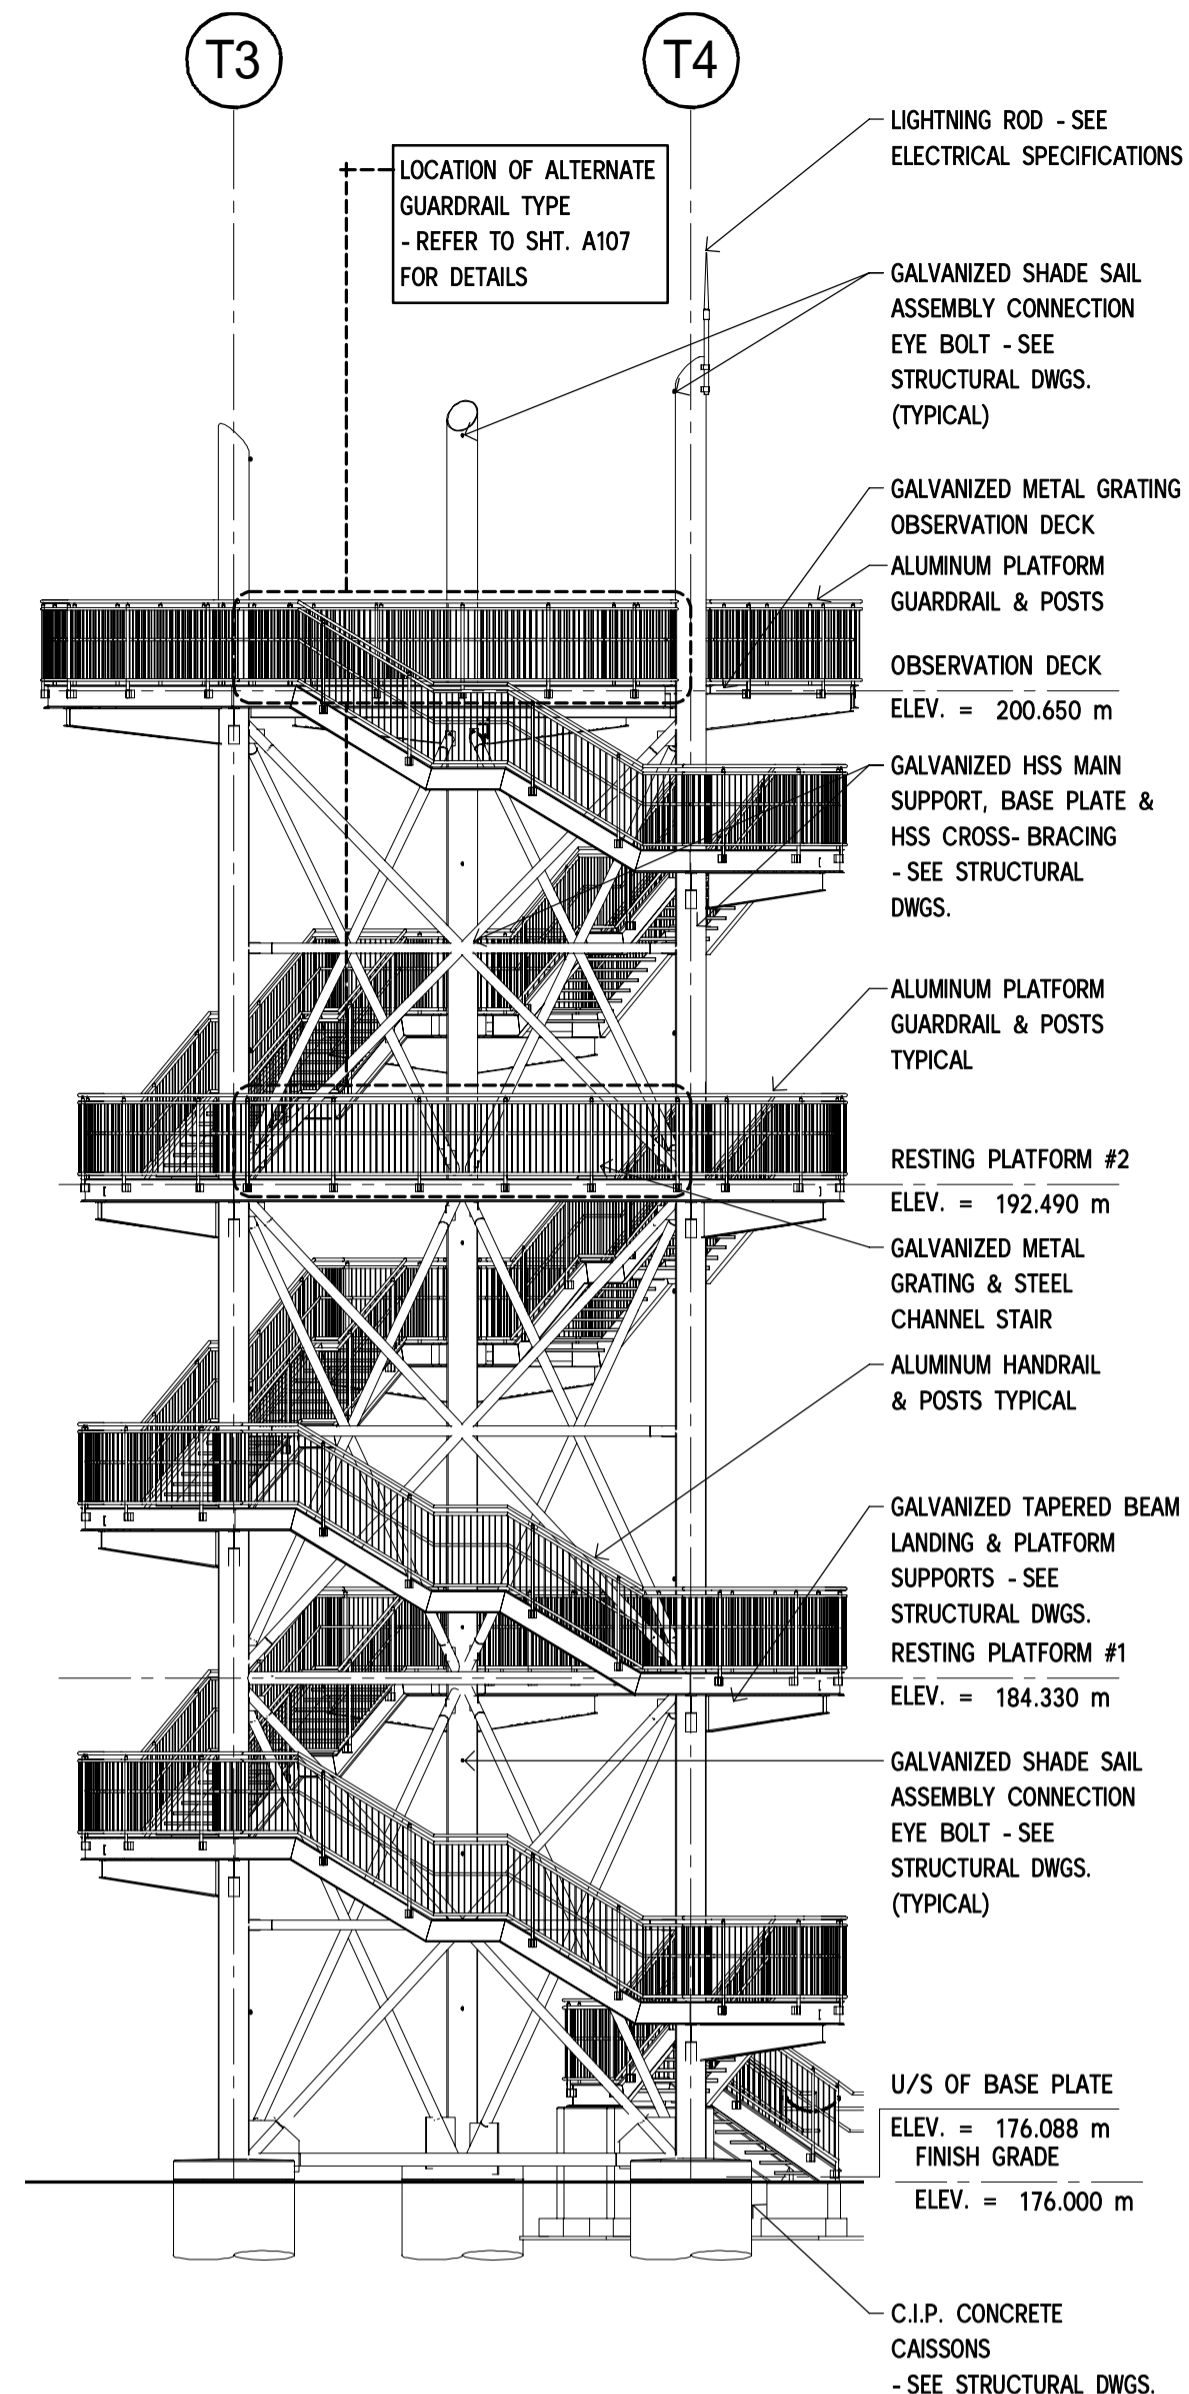 T3
T4
LIGHTNING ROD - SEE
ELECTRICAL SPECIFICATIONS
LOCATION OF ALTERNATE
GUARDRAIL TYPE
- REFER TO SHT. A107
FOR DETAILS
GALVANIZED SHADE SAIL
ASSEMBLY CONNECTION
EYE BOLT - SEE
STRUCTURAL DWGS.
(TYPICAL)
GALVANIZED METAL GRATING
OBSERVATION DECK
ALUMINUM PLATFORM
GUARDRAIL & POSTS
OBSERVATION DECK
ELEV. = 200.650 m
GALVANIZED HSS MAIN
SUPPORT, BASE PLATE &
HSS CROSS-BRACING
- SEE STRUCTURAL
DWGS.
ALUMINUM PLATFORM
GUARDRAIL & POSTS
TYPICAL
RESTING PLATFORM #2
ELEV. = 192.490 m
GALVANIZED METAL
GRATING & STEEL
CHANNEL STAIR
ALUMINUM HANDRAIL
& POSTS TYPICAL
GALVANIZED TAPERED BEAM
LANDING & PLATFORM
SUPPORTS - SEE
STRUCTURAL DWGS.
RESTING PLATFORM #1
ELEV. = 184.330 m
GALVANIZED SHADE SAIL
ASSEMBLY CONNECTION
EYE BOLT - SEE
STRUCTURAL DWGS.
(TYPICAL)
U/S OF BASE PLATE
ELEV. = 176.088 m
FINISH GRADE
ELEV. = 176.000 m
C.I.P. CONCRETE
CAISSONS
- SEE STRUCTURAL DWGS.